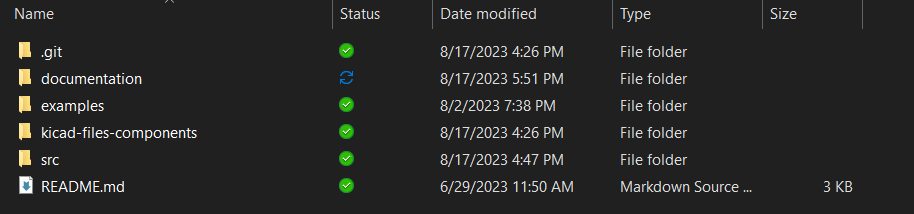 Name Status Date modified Type Size
.git 8/17/2023 4:26 PM File folder
documentation 8/17/2023 5:51 PM File folder
examples 8/2/2023 7:38 PM File folder
kicad-files-components 8/17/2023 4:26 PM File folder
src 8/17/2023 4:47 PM File folder
README.md 6/29/2023 11:50 AM Markdown Source ... 3 KB